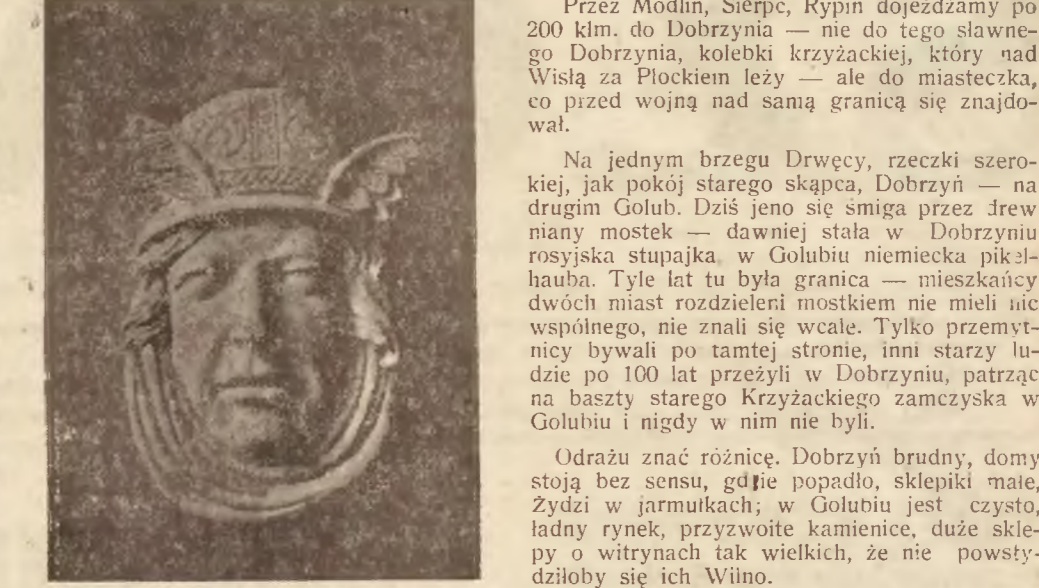 Przez Modlin, Sierpc, Rypin dojeżdżamy po
200 klm. do Dobrzynia — nie do tego sławne-
go Dobrzynia, kolebki krzyżackiej, który nad
Wisłą za Płockiem leży — ale do miasteczka,
co przed wojną nad samą granicą się znajdo-
wał.
Na jednym brzegu Drwęcy, rzeczki szero-
kiej, jak pokój starego skąpca, Dobrzyń — na
drugim Golub. Dziś jeno się śmiga przez drew
niany mostek — dawniej stała w Dobrzyniu
rosyjska stupajka w Golubiu niemiecka pikel-
hauba. Tyle lat tu była granica — mieszkańcy
dwóch miast rozdzieleni mostkiem nie mieli nic
wspólnego, nie znali się wcale. Tylko przemyt-
nicy bywali po tamtej stronie, inni starzy lu-
dzie po 100 lat przeżyli w Dobrzyniu, patrząc
na baszty starego Krzyżackiego zamczyska w
Golubiu i nigdy w nim nie byli.
Odrażu znać różnicę. Dobrzyń brudny, domy
stoją bez sensu, gdzie popadło, sklepiki małe,
Żydzi w jarmułkach; w Golubiu jest czysto,
ładny rynek, przyzwoite kamienice, duże skle-
py o witrynach tak wielkich, że nie powsty-
dziłoby się ich Wilno.